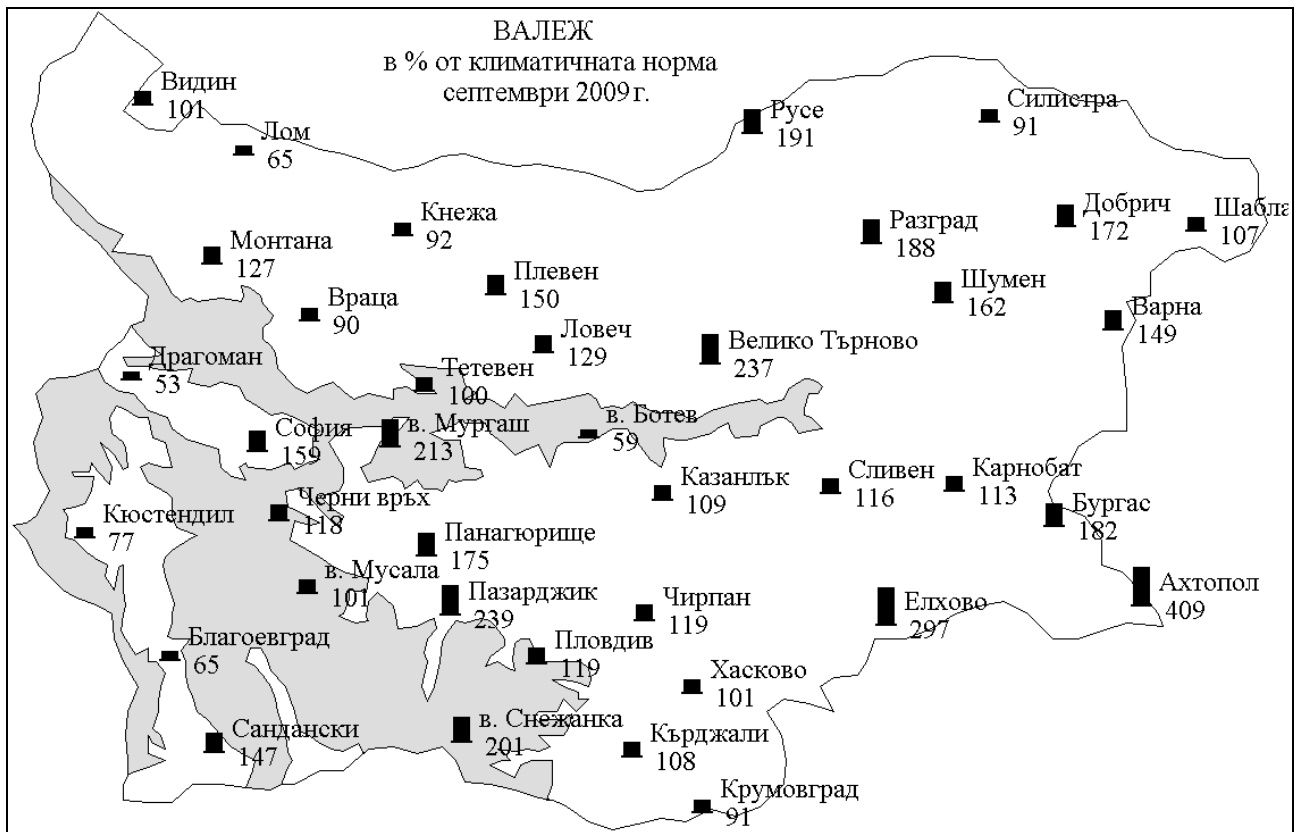 ВАЛЕЖ
в % от климатичната норма
септември 2009 г.
Видин
101
Лом
65
Русе
191
Силистра
91
Кнежа
92
Монтана
127
Разград
188
Добрич
172
Шабла
107
Плевен
150
Враца
90
Шумен
162
Варна
149
Ловеч
129
Велико Търново
237
Драгоман
53
Тетевен
100
София
159
в. Мургаш
213
в. Ботев
59
Казанлък
109
Сливен
116
Карнобат
113
Бургас
182
Черни връх
118
Кюстендил
77
Панагюрище
175
в. Мусала
101
Пазарджик
239
Чирпан
119
Елхово
297
Ахтопол
409
Благоевград
65
Пловдив
119
Хасково
101
Сандански
147
в. Снежанка
201
Кърджали
108
Крумовград
91